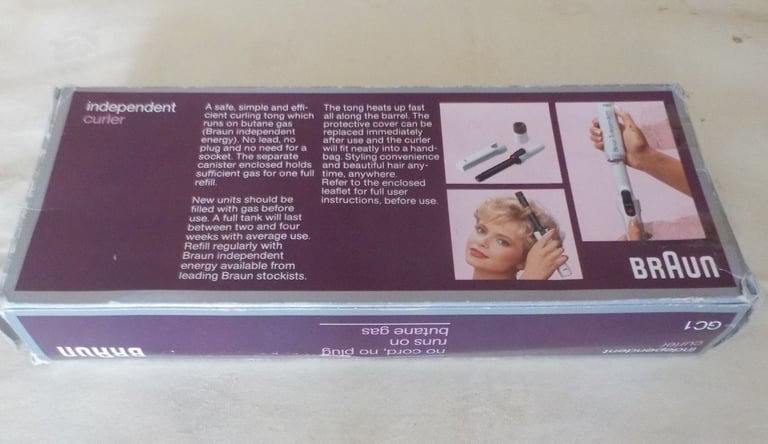 independent
curler
A safe, simple and effi-
cient curling tong which
runs on butane gas
(Braun independent
energy). No lead, no
plug and no need for a
socket. The separate
canister enclosed holds
sufficient gas for one full
refill.
New units should be
filled with gas before
use. A full tank will last
between two and four
weeks with average use.
Refill regularly with
Braun independent
energy available from
leading Braun stockists.
The tong heats up fast
all along the barrel. The
protective cover can be
replaced immediately
after use and the curler
will fit neatly into a hand-
bag. Styling convenience
and beautiful hair any-
time, anywhere.
Refer to the enclosed
leaflet for full user
instructions, before use.
BRAUN
independent
curler
GC1
no cord, no plug
runs on
butane gas
BRAUN